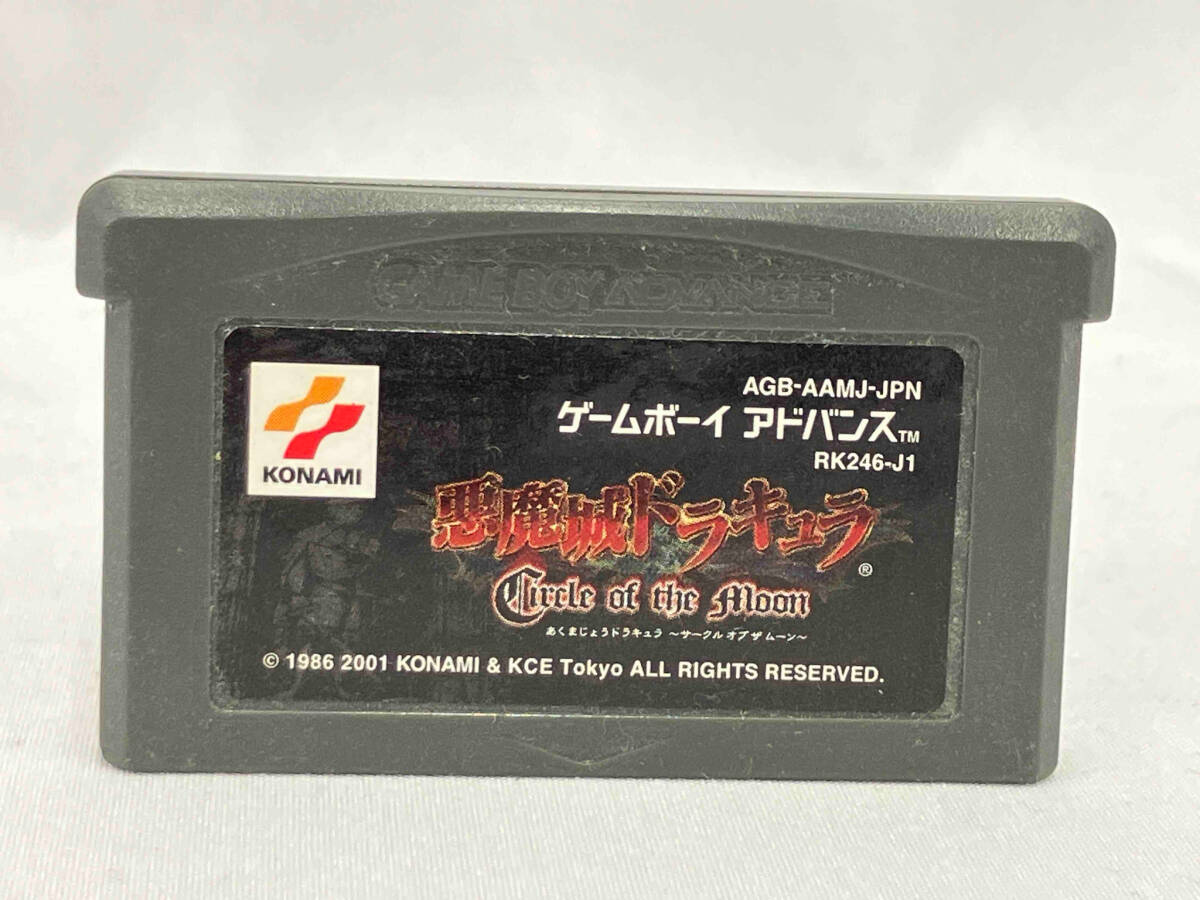 GAME BOY ADVANCE
KONAMI
AGB-AAMJ-JPN
ゲームボーイ アドバンス™
RK246-J1
悪魔城ドラキュラ®
Circle of the Moon
あくまじょうドラキュラ ～サークル オブ ザ ムーン～
© 1986 2001 KONAMI & KCE Tokyo ALL RIGHTS RESERVED.